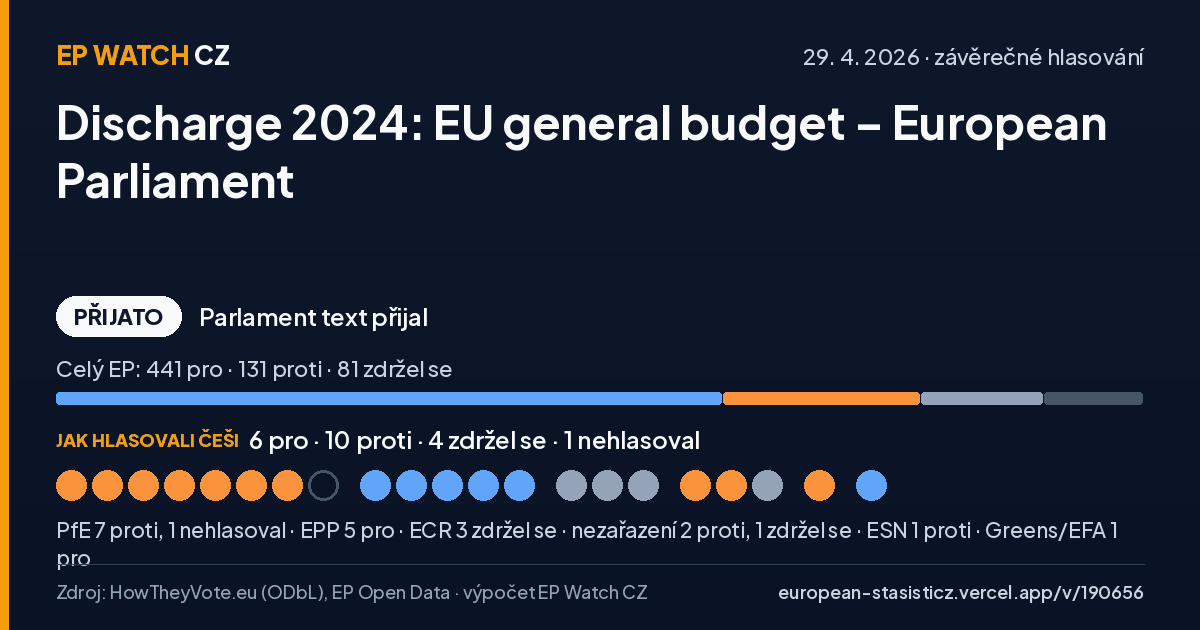 EP WATCH CZ
29. 4. 2026 · závěrečné hlasování
Discharge 2024: EU general budget – European
Parliament
PŘIJATO Parlament text přijal
Celý EP: 441 pro · 131 proti · 81 zdržel se
JAK HLASOVALI ČEŠI 6 pro · 10 proti · 4 zdržel se · 1 nehlasoval
PfE 7 proti, 1 nehlasoval · EPP 5 pro · ECR 3 zdržel se · nezařazení 2 proti, 1 zdržel se · ESN 1 proti · Greens/EFA 1
pro
Zdroj: HowTheyVote.eu (ODbL), EP Open Data · výpočet EP Watch CZ
european-stasisticz.vercel.app/v/190656